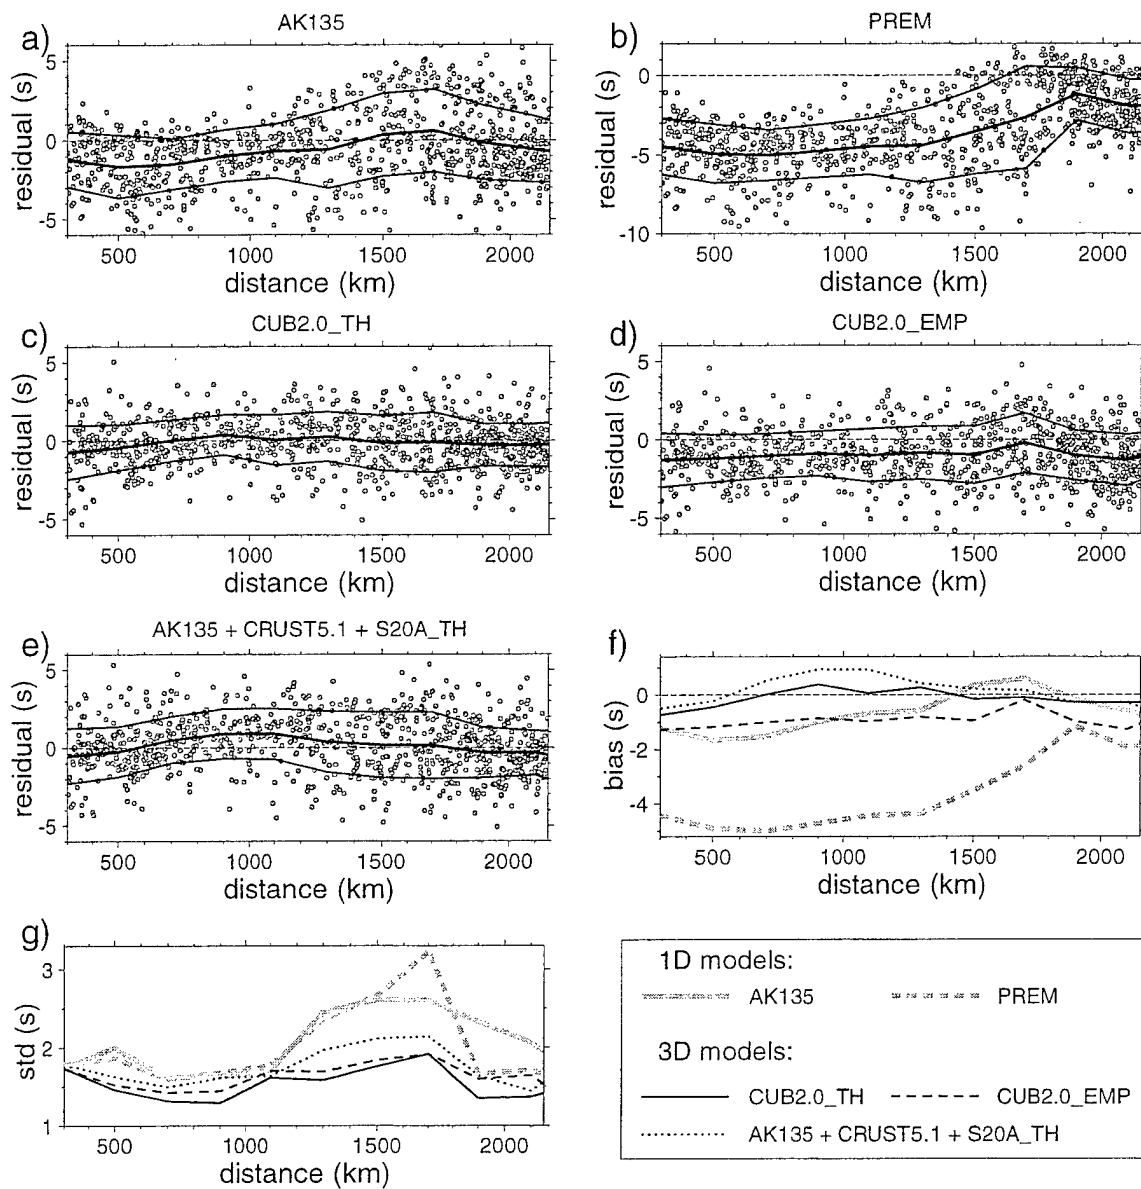 a)
AK135
5
0
-5
residual (s)
500
1000
1500
2000
distance (km)
b)
PREM
0
-5
-10
residual (s)
500
1000
1500
2000
distance (km)
c)
CUB2.0_TH
5
0
-5
residual (s)
500
1000
1500
2000
distance (km)
d)
CUB2.0_EMP
5
0
-5
residual (s)
500
1000
1500
2000
distance (km)
e)
AK135 + CRUST5.1 + S20A_TH
5
0
-5
residual (s)
500
1000
1500
2000
distance (km)
f)
0
-2
-4
bias (s)
500
1000
1500
2000
distance (km)
g)
3
2
1
std (s)
500
1000
1500
2000
distance (km)
1D models:
AK135
PREM
3D models:
CUB2.0_TH
CUB2.0_EMP
AK135 + CRUST5.1 + S20A_TH